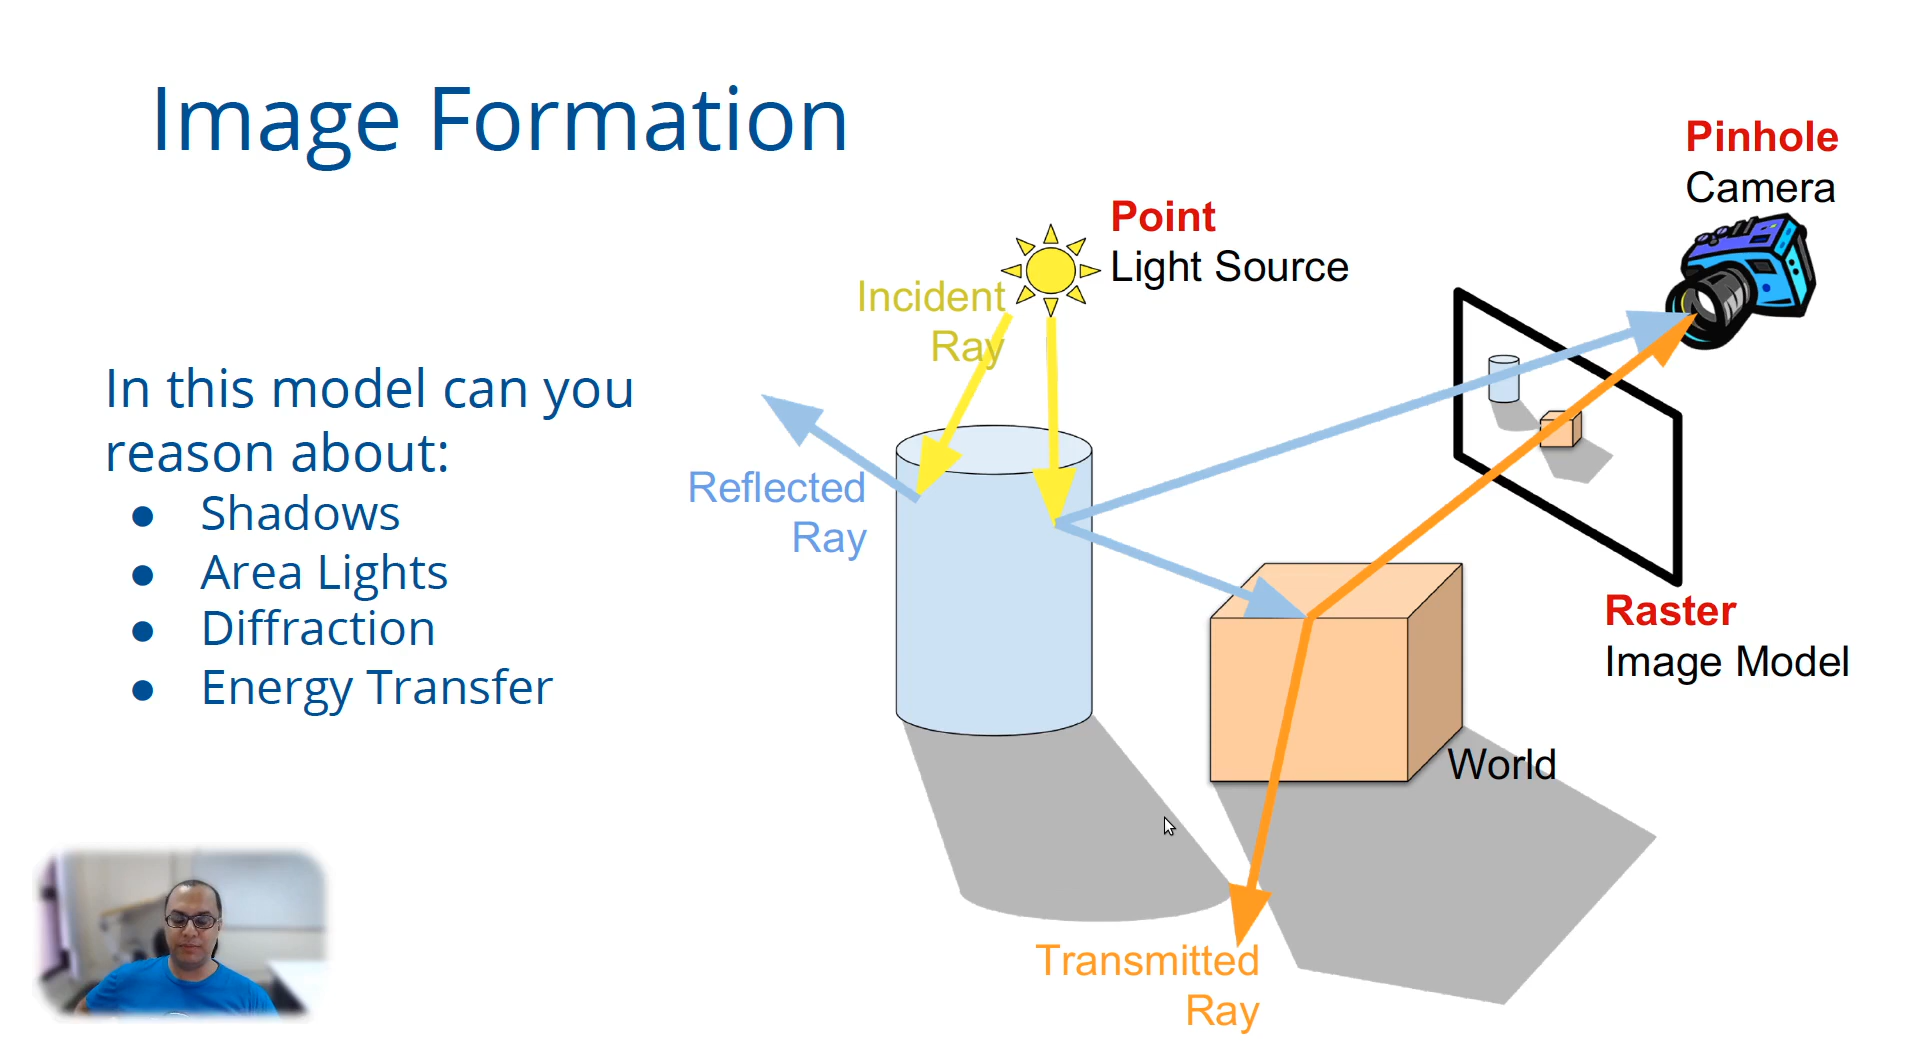 Image Formation
Pinhole
Camera
Point
Light Source
Incident
Ray
In this model can you
reason about:
● Shadows
● Area Lights
● Diffraction
● Energy Transfer
Reflected
Ray
Raster
Image Model
World
Transmitted
Ray